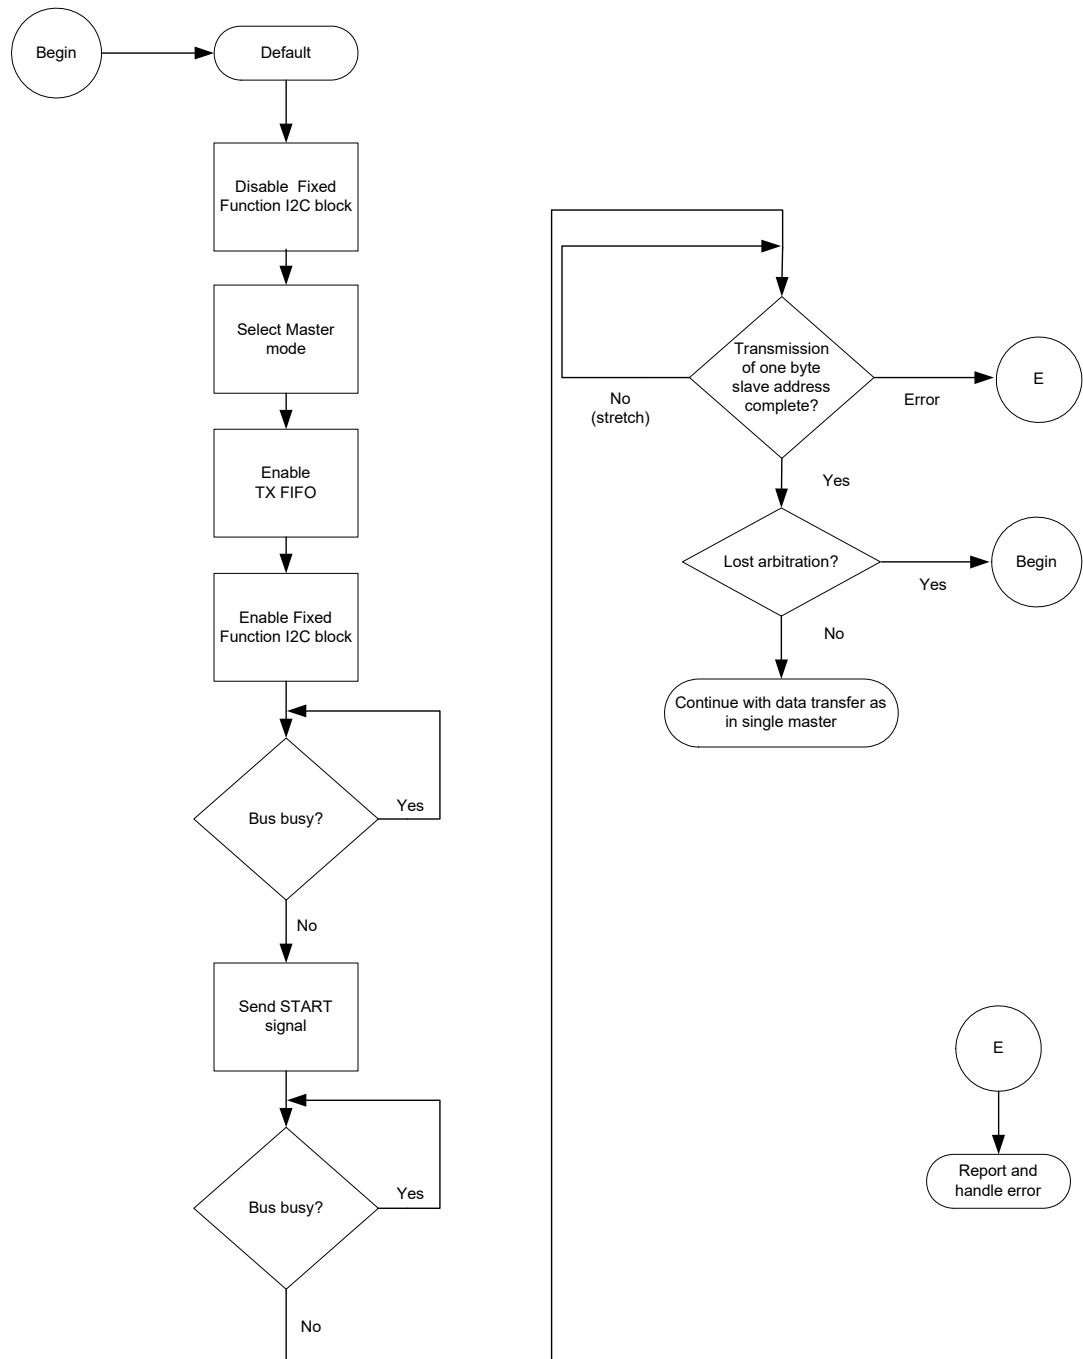 Begin
Default
Disable Fixed
Function I2C block
Select Master
mode
Enable
TX FIFO
Enable Fixed
Function I2C block
Bus busy?
Yes
No
Send START
signal
Bus busy?
Yes
No
Transmission
of one byte
slave address
complete?
No
(stretch)
Error
E
Yes
Lost arbitration?
Yes
Begin
No
Continue with data transfer as
in single master
E
Report and
handle error